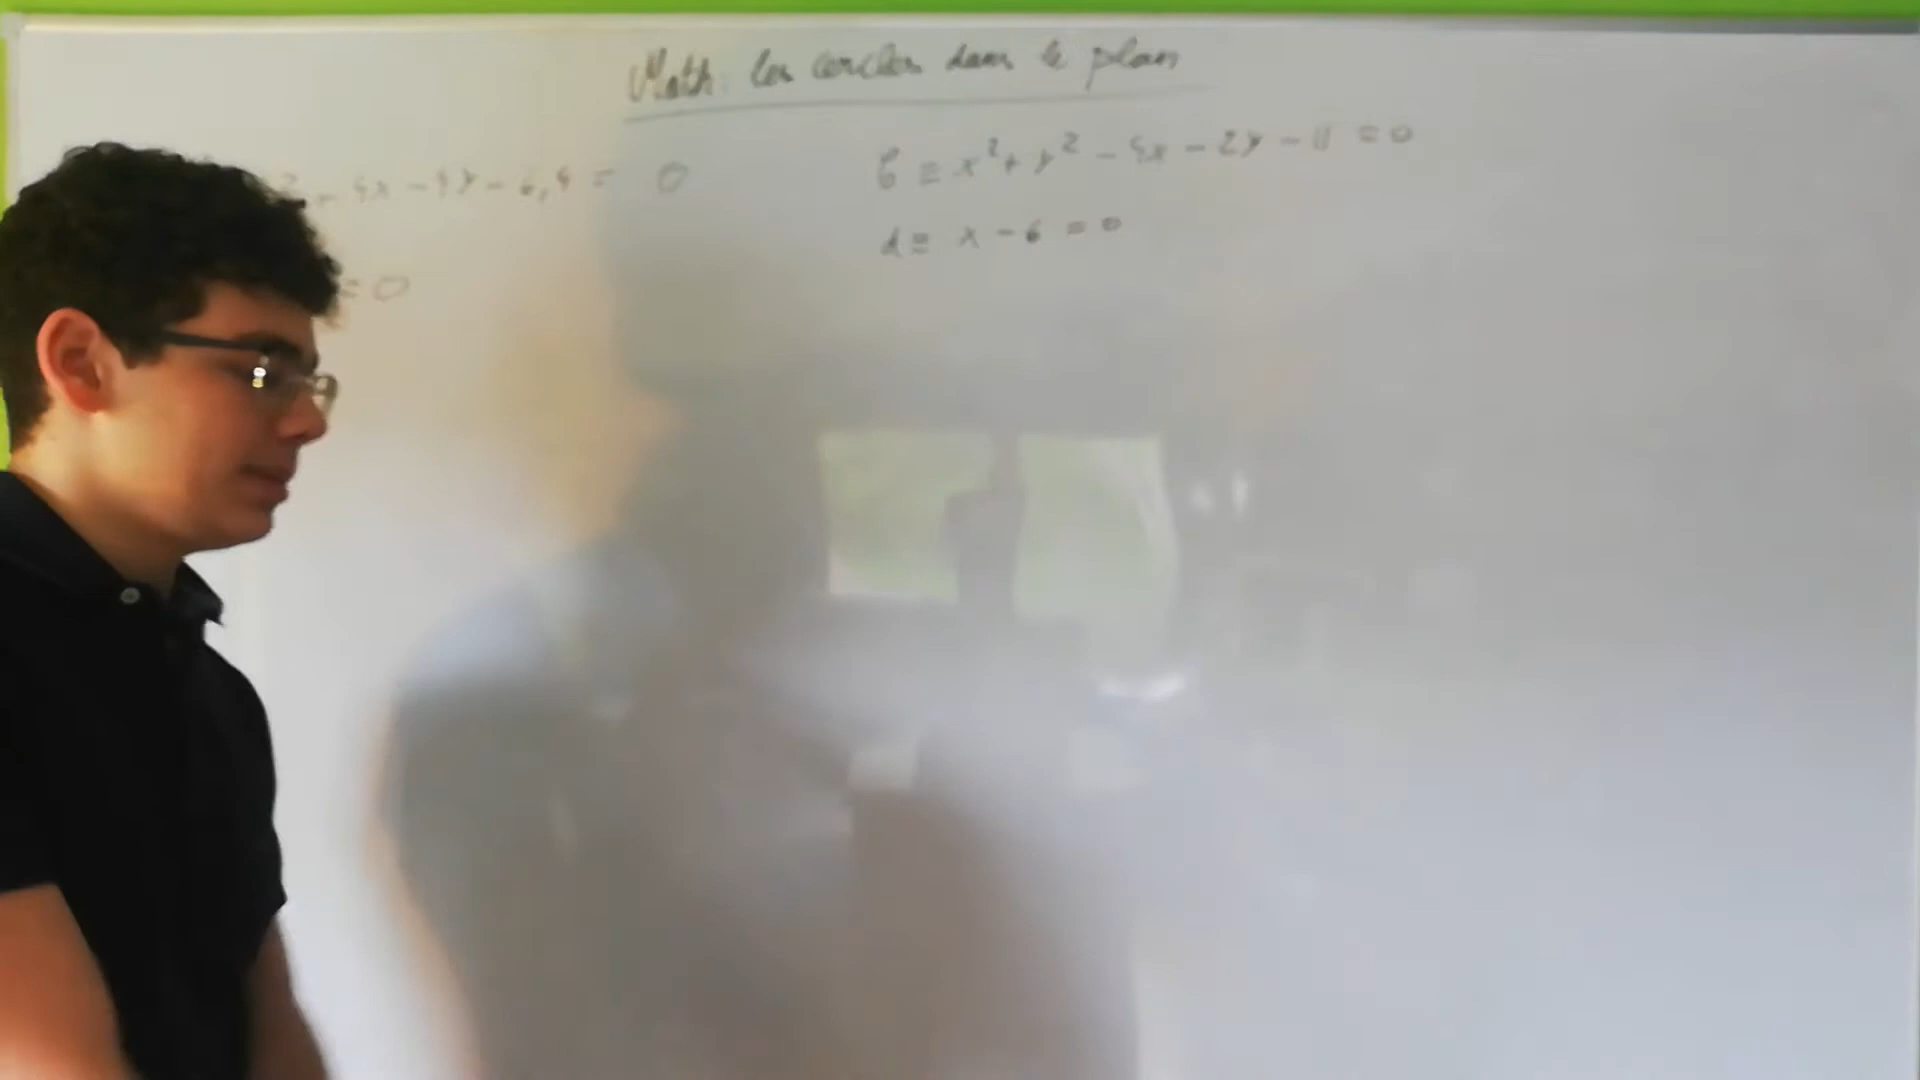 Math : les cercles dans le plan
² - 4x - 4y - 6,4 = 0
= 0
C ≡ x² + y² - 4x - 2y - 11 = 0
d ≡ x - 6 = 0